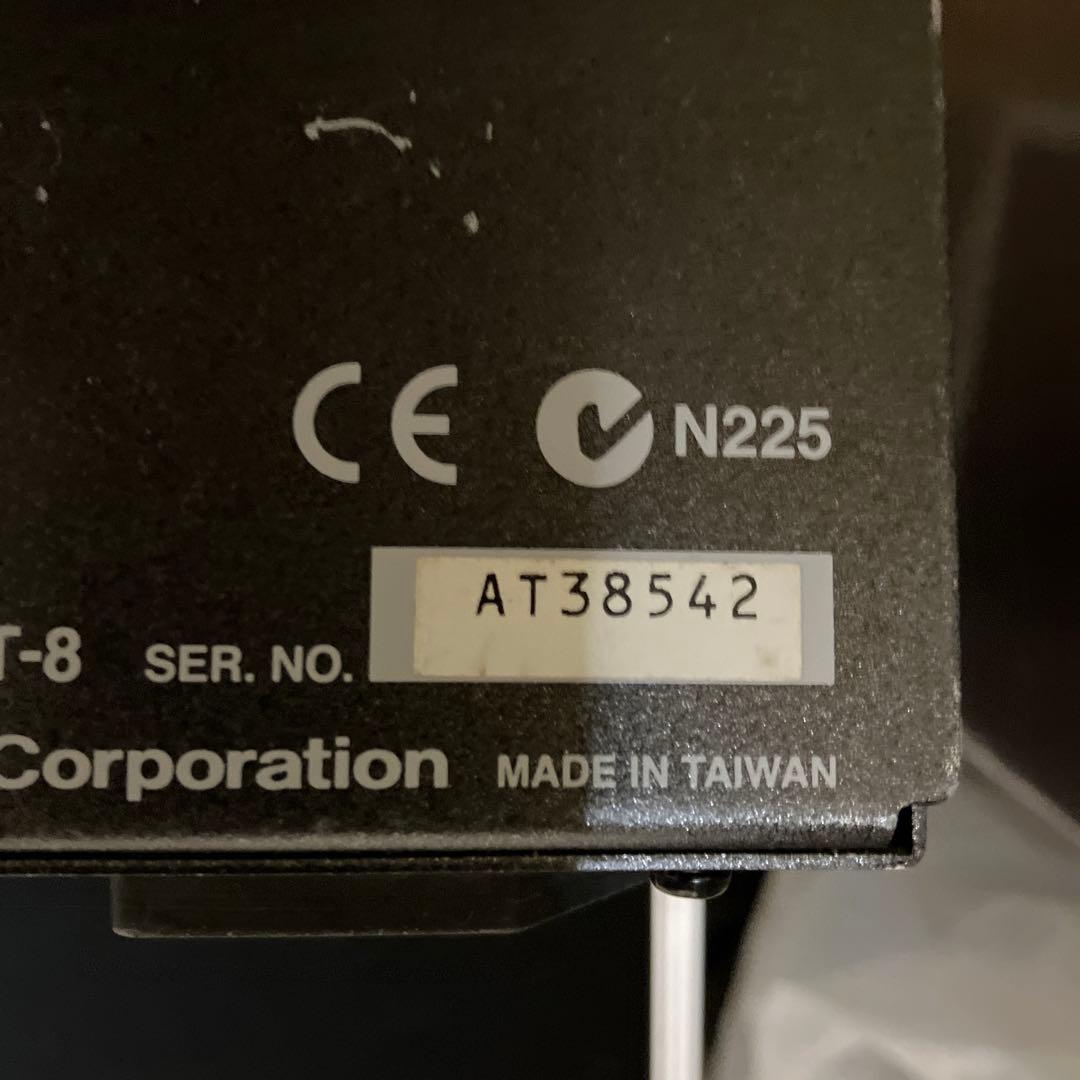 CE N225
AT38542
T-8 SER. NO.
Corporation MADE IN TAIWAN